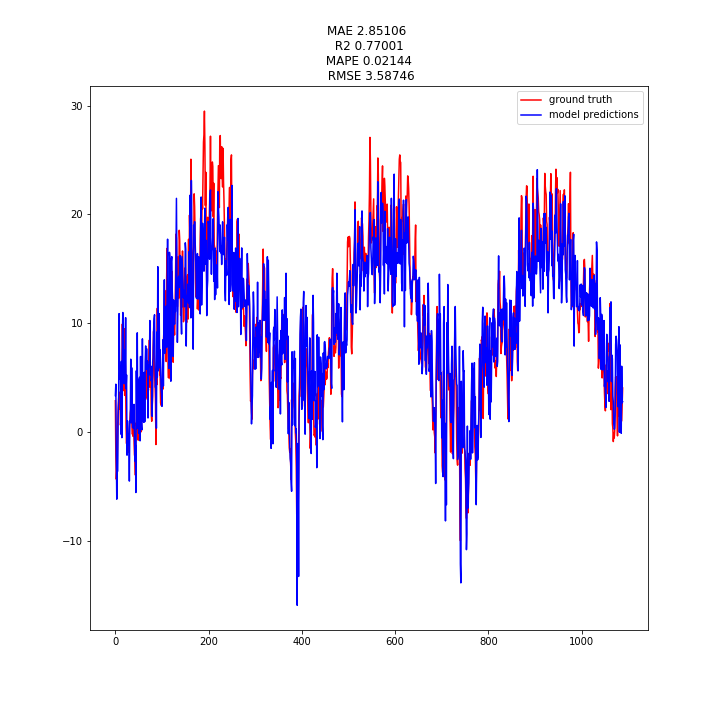 MAE 2.85106
R2 0.77001
MAPE 0.02144
RMSE 3.58746
ground truth
model predictions
30
20
10
0
−10
0 200 400 600 800 1000